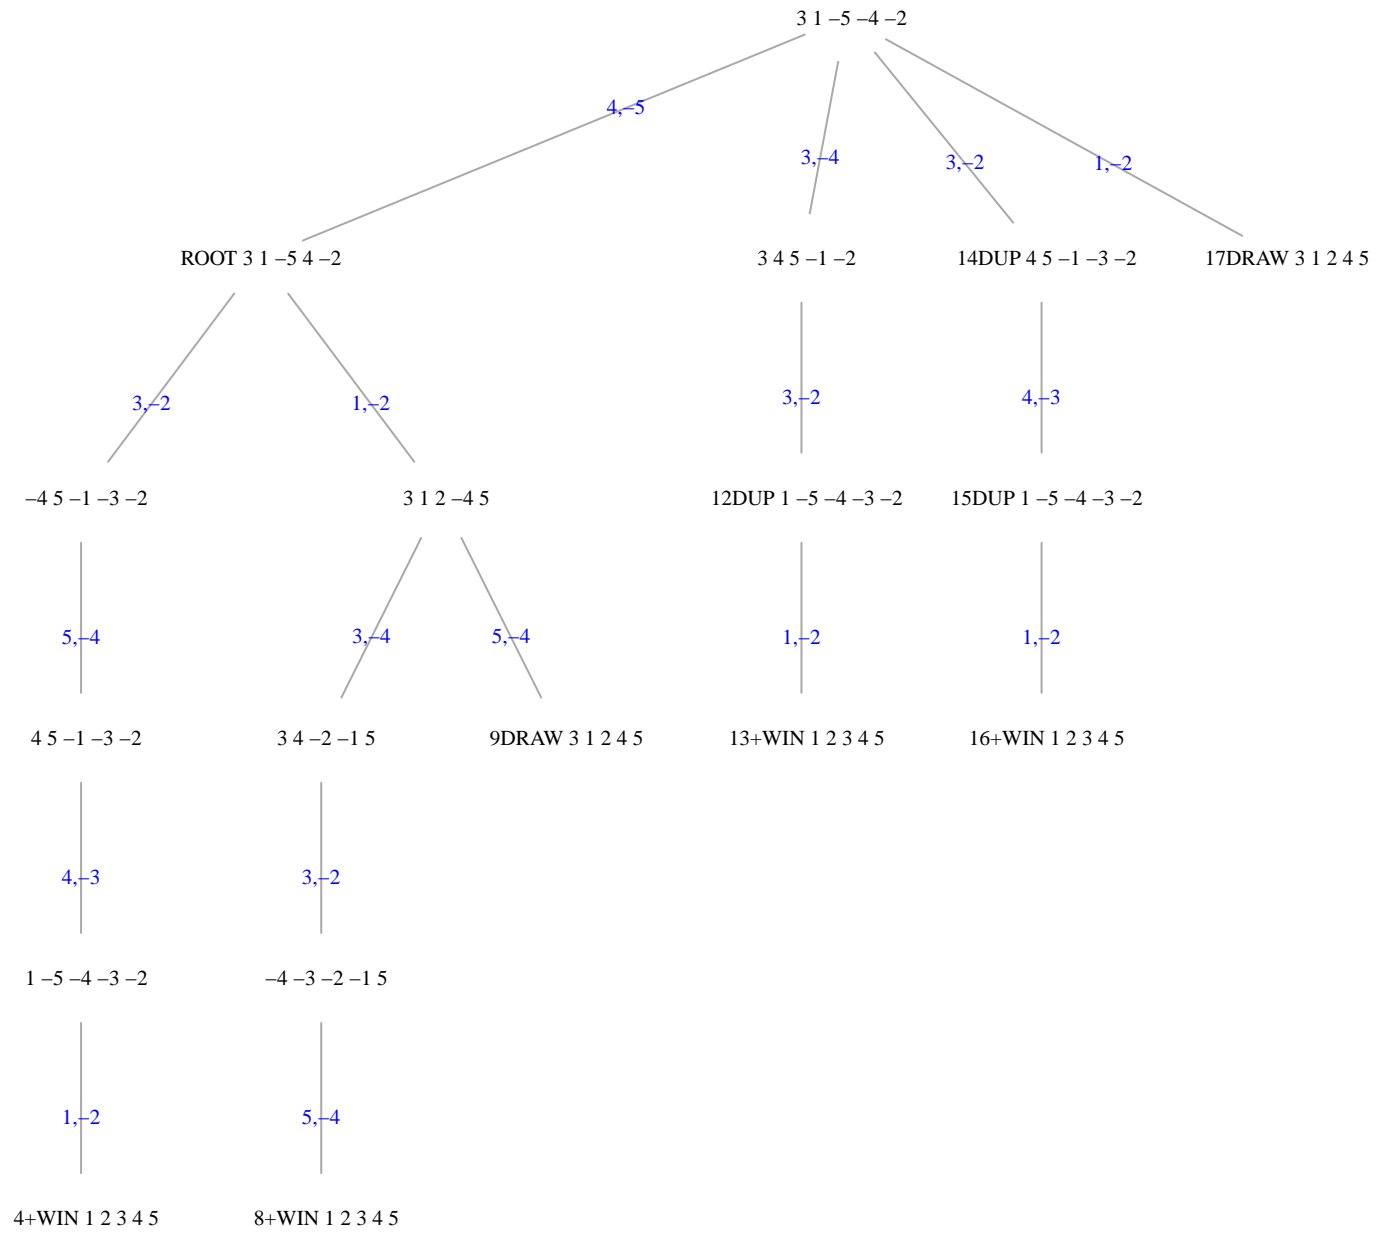 3 1 –5 –4 –2
4,–5
3,–4
3,–2
1,–2
ROOT 3 1 –5 4 –2
3 4 5 –1 –2
14DUP 4 5 –1 –3 –2
17DRAW 3 1 2 4 5
3,–2
1,–2
3,–2
4,–3
–4 5 –1 –3 –2
3 1 2 –4 5
12DUP 1 –5 –4 –3 –2
15DUP 1 –5 –4 –3 –2
5,–4
3,–4
5,–4
1,–2
1,–2
4 5 –1 –3 –2
3 4 –2 –1 5
9DRAW 3 1 2 4 5
13+WIN 1 2 3 4 5
16+WIN 1 2 3 4 5
4,–3
3,–2
1 –5 –4 –3 –2
–4 –3 –2 –1 5
1,–2
5,–4
4+WIN 1 2 3 4 5
8+WIN 1 2 3 4 5